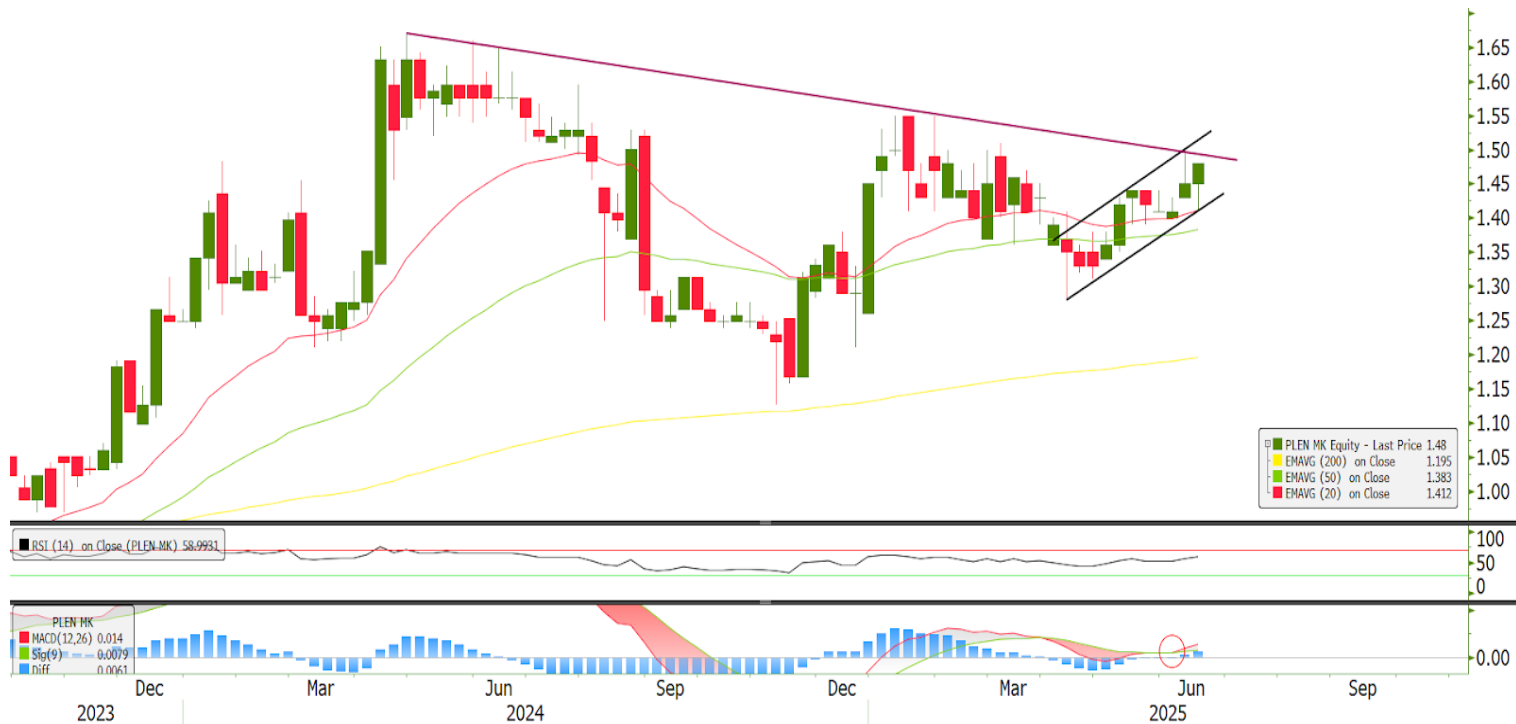 1.65
1.60
1.55
1.50
1.45
1.40
1.35
1.30
1.25
1.20
1.15
1.10
1.05
1.00
PLEN MK Equity - Last Price 1.48
EMAVG (200) on Close 1.195
EMAVG (50) on Close 1.383
EMAVG (20) on Close 1.412
RSI (14) on Close (PLEN MK) 58.9931
100
50
0
PLEN MK
MACD(12,26) 0.014
Sig(9) 0.0079
Diff 0.0061
0.00
Dec Mar Jun Sep Dec Mar Jun Sep
2023 2024 2025